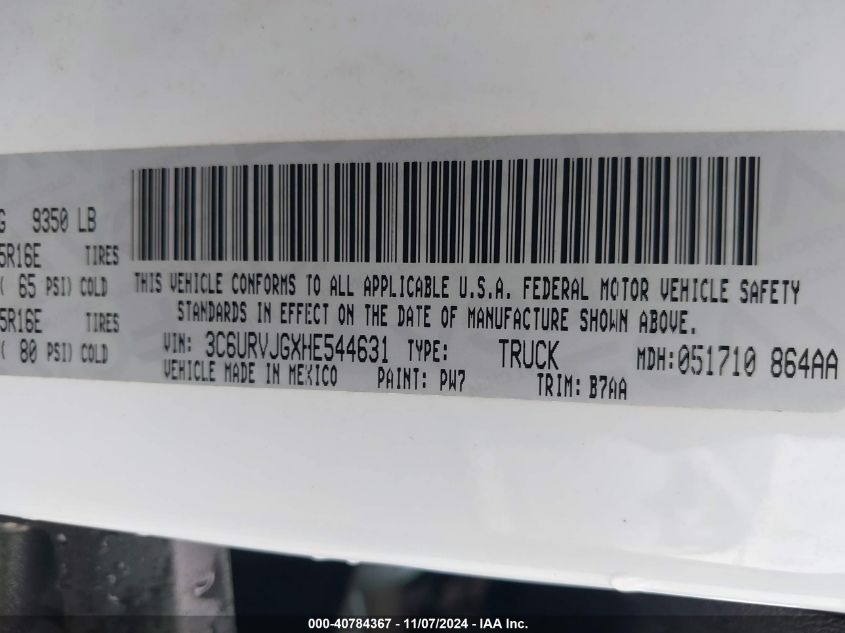 G 9350 LB
5R16E TIRES
( 65 PSI) COLD
5R16E TIRES
( 80 PSI) COLD
THIS VEHICLE CONFORMS TO ALL APPLICABLE U.S.A. FEDERAL MOTOR VEHICLE SAFETY
STANDARDS IN EFFECT ON THE DATE OF MANUFACTURE SHOWN ABOVE.
VIN: 3C6URVJGXHE544631 TYPE: TRUCK MDH:051710 864AA
VEHICLE MADE IN MEXICO PAINT: PW7 TRIM: B7AA
000-40784367 - 11/07/2024 - IAA Inc.